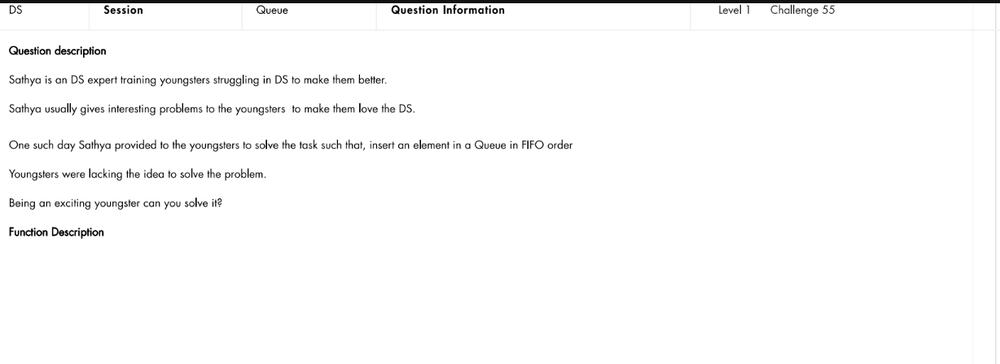 DS Session Queue Question Information Level 1 Challenge 55
Question description
Sathya is an DS expert training youngsters struggling in DS to make them better.
Sathya usually gives interesting problems to the youngsters to make them love the DS.
One such day Sathya provided to the youngsters to solve the task such that, insert an element in a Queue in FIFO order
Youngsters were lacking the idea to solve the problem.
Being an exciting youngster can you solve it?
Function Description